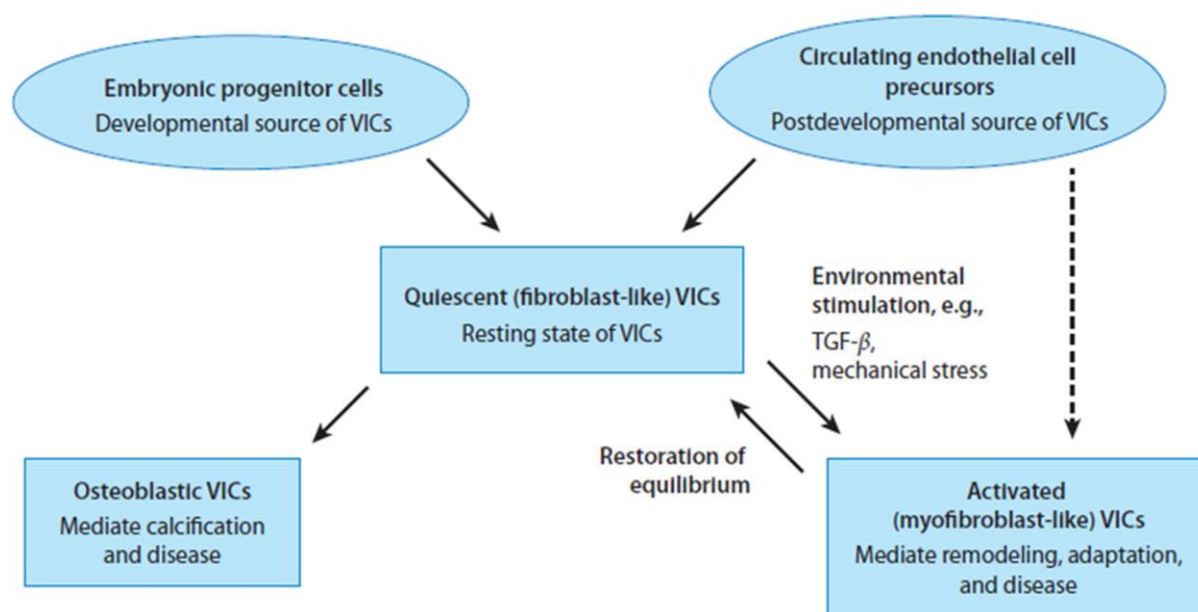 Embryonic progenitor cells
Developmental source of VICs
Circulating endothelial cell
precursors
Postdevelopmental source of VICs
Quiescent (fibroblast-like) VICs
Resting state of VICs
Environmental
stimulation, e.g.,
TGF-β,
mechanical stress
Restoration of
equilibrium
Osteoblastic VICs
Mediate calcification
and disease
Activated
(myofibroblast-like) VICs
Mediate remodeling, adaptation,
and disease